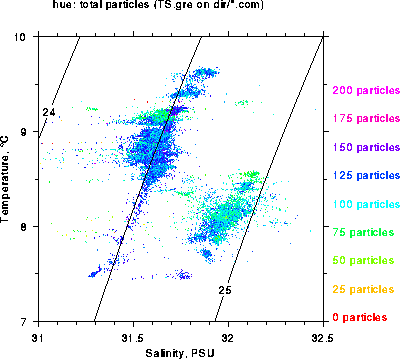 hue: total particles (TS.gre on dir/*.com)
10
9
8
7
Temperature, °C
24
25
31
31.5
32
32.5
Salinity, PSU
200 particles
175 particles
150 particles
125 particles
100 particles
75 particles
50 particles
25 particles
0 particles